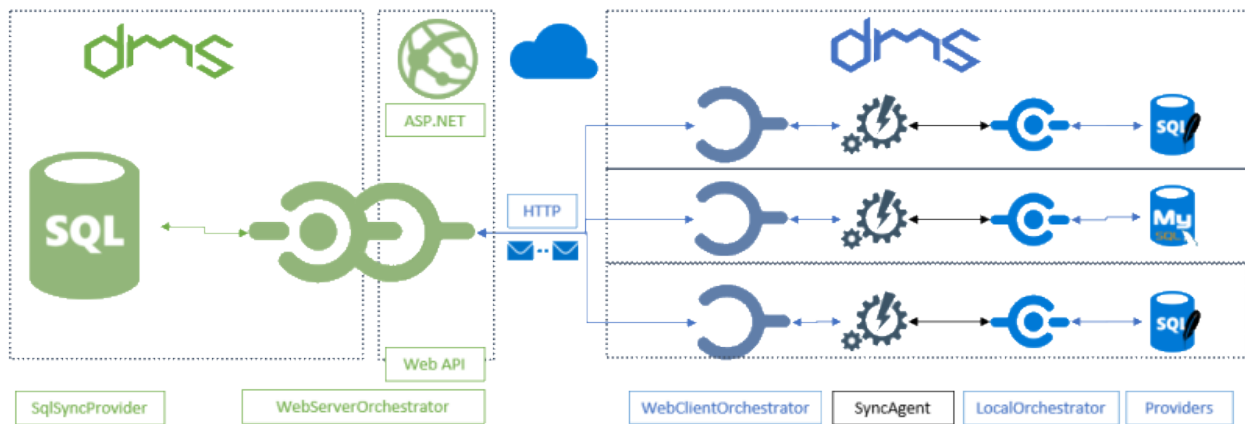 dms
dms
ASP.NET
SQL
SQL
HTTP
My
SQL
SQL
Web API
SqlSyncProvider
WebServerOrchestrator
WebClientOrchestrator
SyncAgent
LocalOrchestrator
Providers